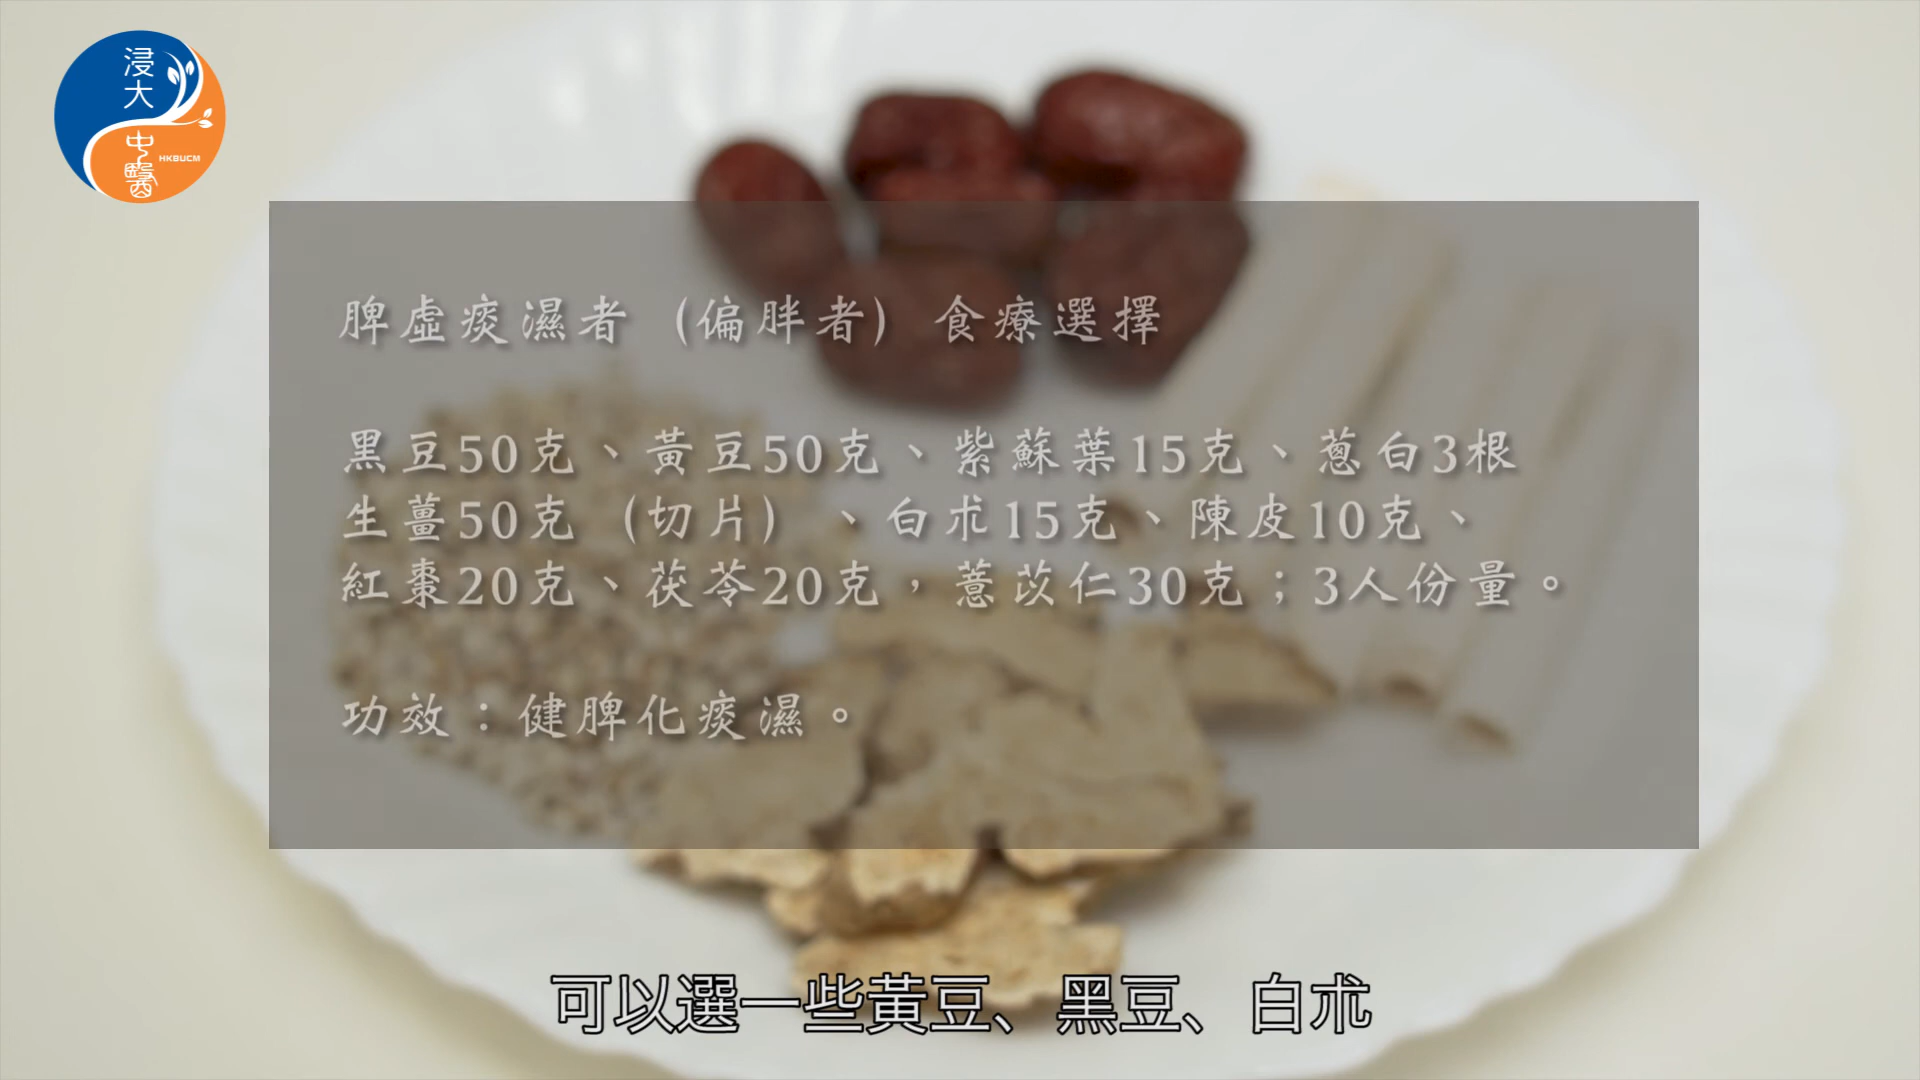 浸大
中醫
HKBUCM
脾虛痰濕者（偏胖者）食療選擇
黑豆50克、黃豆50克、紫蘇葉15克、蔥白3根
生薑50克（切片）、白朮15克、陳皮10克、
紅棗20克、茯苓20克，薏苡仁30克；3人份量。
功效：健脾化痰濕。
可以選一些黃豆、黑豆、白朮